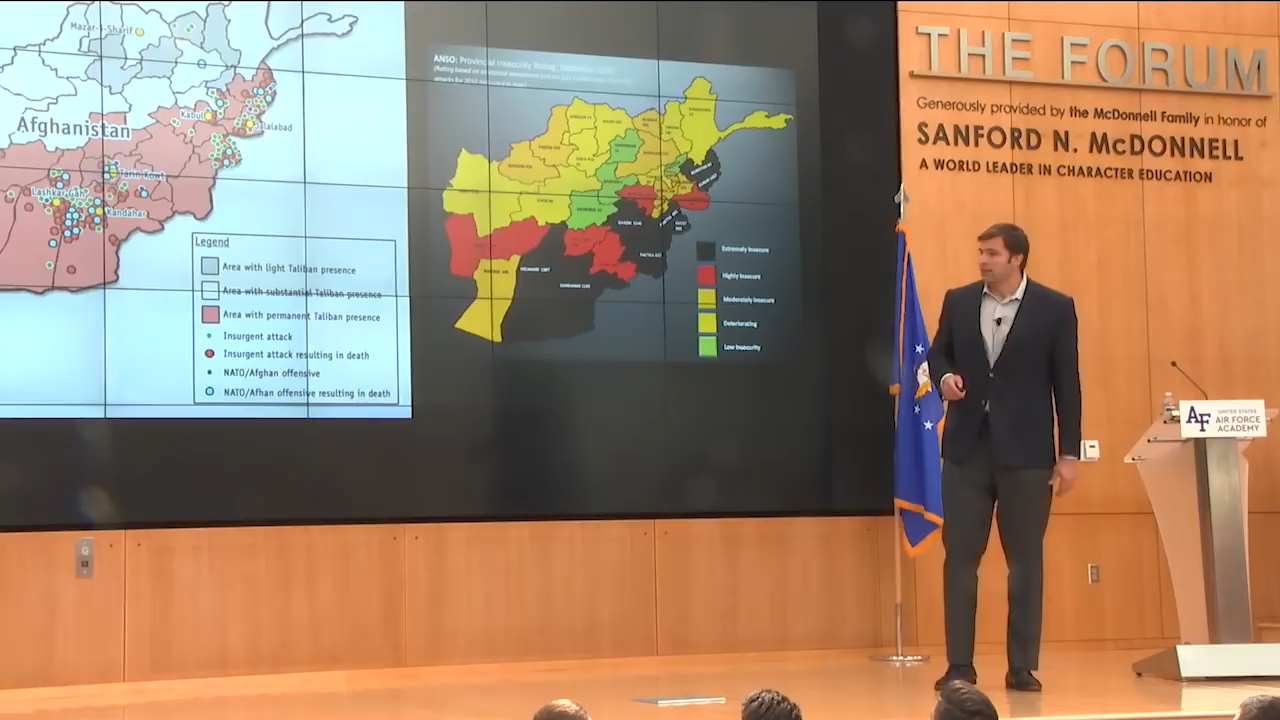 Mazar-i-Sharif
Kabul
Jalalabad
Afghanistan
Tarin Kowt
Lashkar Gah
Kandahar
Legend
Area with light Taliban presence
Area with substantial Taliban presence
Area with permanent Taliban presence
Insurgent attack
Insurgent attack resulting in death
NATO/Afghan offensive
NATO/Afhan offensive resulting in death
ANSO: Provincial Insecurity Rating,
Extremely Insecure
Highly Insecure
Moderately Insecure
Deteriorating
Low Insecurity
THE FORUM
Generously provided by the McDonnell Family in honor of
SANFORD N. McDONNELL
A WORLD LEADER IN CHARACTER EDUCATION
AF
UNITED STATES
AIR FORCE
ACADEMY